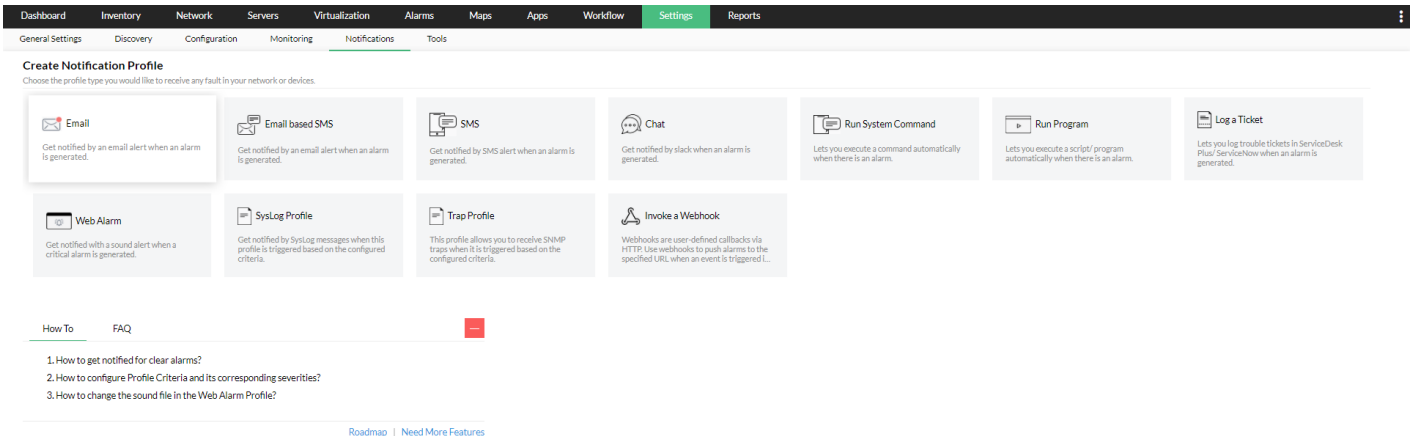 Dashboard Inventory Network Servers Virtualization Alarms Maps Apps Workflow Settings Reports
General Settings Discovery Configuration Monitoring Notifications Tools
Create Notification Profile
Choose the profile type you would like to receive any fault in your network or devices.
Email
Get notified by an email alert when an alarm
is generated.
Email based SMS
Get notified by an email alert when an alarm
is generated.
SMS
Get notified by SMS alert when an alarm is
generated.
Chat
Get notified by slack when an alarm is
generated.
Run System Command
Lets you execute a command automatically
when there is an alarm.
Run Program
Lets you execute a script/ program
automatically when there is an alarm.
Log a Ticket
Lets you log trouble tickets in ServiceDesk
Plus/ ServiceNow when an alarm is
generated.
Web Alarm
Get notified with a sound alert when a
critical alarm is generated.
SysLog Profile
Get notified by SysLog messages when this
profile is triggered based on the configured
criteria.
Trap Profile
This profile allows you to receive SNMP
traps when it is triggered based on the
configured criteria.
Invoke a Webhook
Webhooks are user-defined callbacks via
HTTP. Use webhooks to push alarms to the
specified URL when an event is triggered i...
How To FAQ
1. How to get notified for clear alarms?
2. How to configure Profile Criteria and its corresponding severities?
3. How to change the sound file in the Web Alarm Profile?
Roadmap | Need More Features